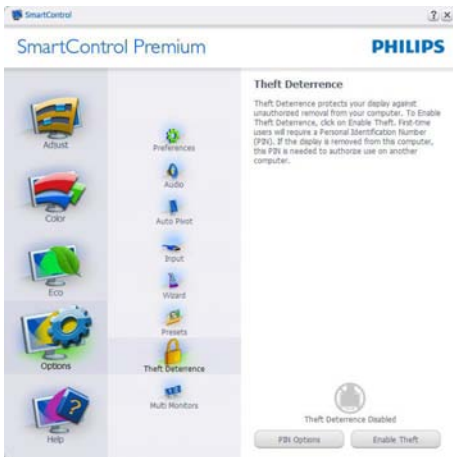 SmartControl
SmartControl Premium
PHILIPS
Adjust
Color
Eco
Options
Help
Preferences
Audio
Auto Pivot
Input
Wizard
Presets
Theft Deterrence
Multi Monitors
Theft Deterrence
Theft Deterrence protects your display against
unauthorized removal from your computer. To Enable
Theft Deterrence, click on Enable Theft. First-time
users will require a Personal Identification Number
(PIN). If the display is removed from this computer,
this PIN is needed to authorize use on another
computer.
Theft Deterrence Disabled
PIN Options
Enable Theft